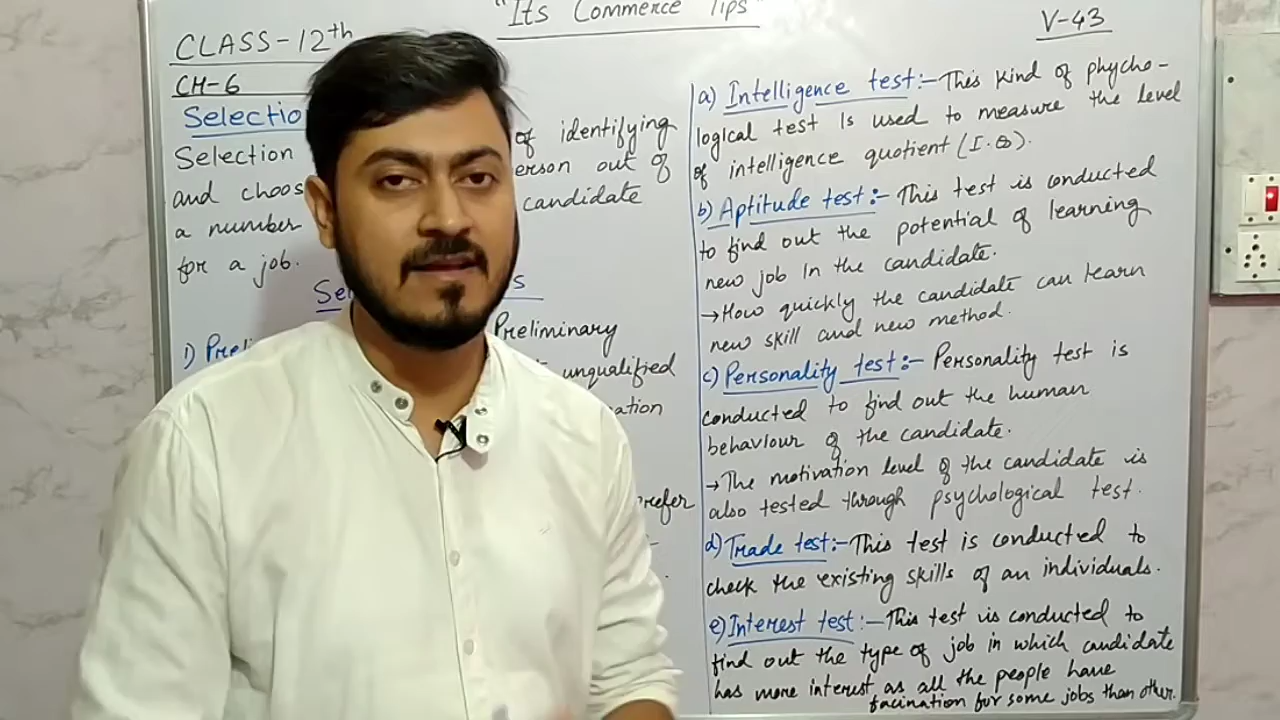 "Its Commerce Tips"
V-43
CLASS-12th
CH-6
Selectio
Selection of identifying
and choos erson out of
a number candidate
for a job.
Se s
1) Preli Preliminary
unqualified
ation
prefer
a) Intelligence test:- This kind of phycho-
logical test is used to measure the level
of intelligence quotient (I.Q).
b) Aptitude test:- This test is conducted
to find out the potential of learning
new job in the candidate.
→ How quickly the candidate can learn
new skill and new method.
c) Personality test:- Personality test is
conducted to find out the human
behaviour of the candidate.
→ The motivation level of the candidate is
also tested through psychological test.
d) Trade test:- This test is conducted to
check the existing skills of an individuals.
e) Interest test:- This test is conducted to
find out the type of job in which candidate
has more interest as all the people have
facination for some jobs than other.